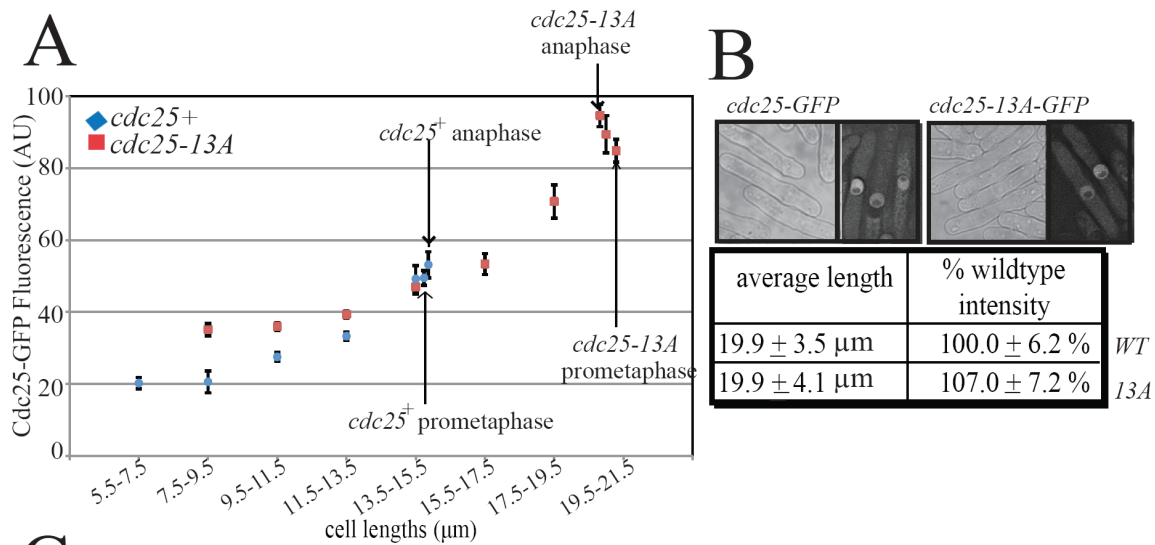 A
cdc25-13A
anaphase
100
80
60
40
20
0
Cdc25-GFP Fluorescence (AU)
cdc25+
cdc25-13A
cdc25+ anaphase
cdc25-13A
prometaphase
cdc25+ prometaphase
5.5-7.5
7.5-9.5
9.5-11.5
11.5-13.5
13.5-15.5
15.5-17.5
17.5-19.5
19.5-21.5
cell lengths (µm)
B
cdc25-GFP
cdc25-13A-GFP
average length
% wildtype
intensity
19.9 ± 3.5 µm
100.0 ± 6.2 %
WT
19.9 ± 4.1 µm
107.0 ± 7.2 %
13A